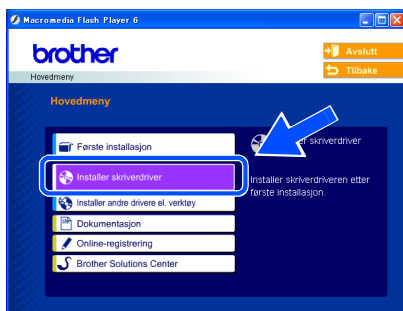 Macromedia Flash Player 6
brother
Avslutt
Tilbake
Hovedmeny
Hovedmeny
Første installasjon
Installer skriverdriver
Installer andre drivere el. verktøy
Dokumentasjon
Online-registrering
Brother Solutions Center
skriverdriver
Installer skriverdriveren etter
første installasjon.